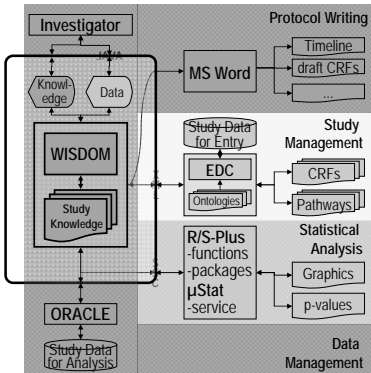 Protocol Writing
Investigator
JAVA
Timeline
Knowl-
edge
Data
MS Word
draft CRFs
...
Study Data
for Entry
Study
Management
WISDOM
EDC
CRFs
Ontologies
Pathways
Study
Knowledge
Statistical
Analysis
R/S-Plus
-functions
-packages
µStat
-service
Graphics
p-values
ORACLE
Study Data
for Analysis
Data
Management